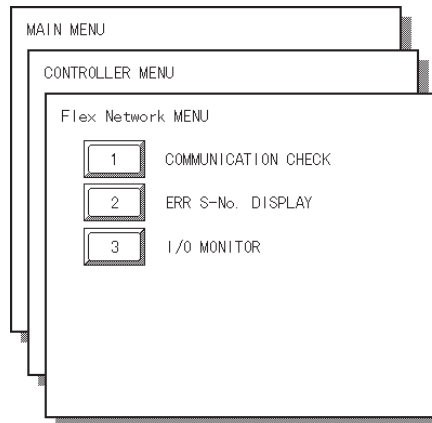 MAIN MENU
CONTROLLER MENU
Flex Network MENU
1 COMMUNICATION CHECK
2 ERR S-No. DISPLAY
3 I/O MONITOR